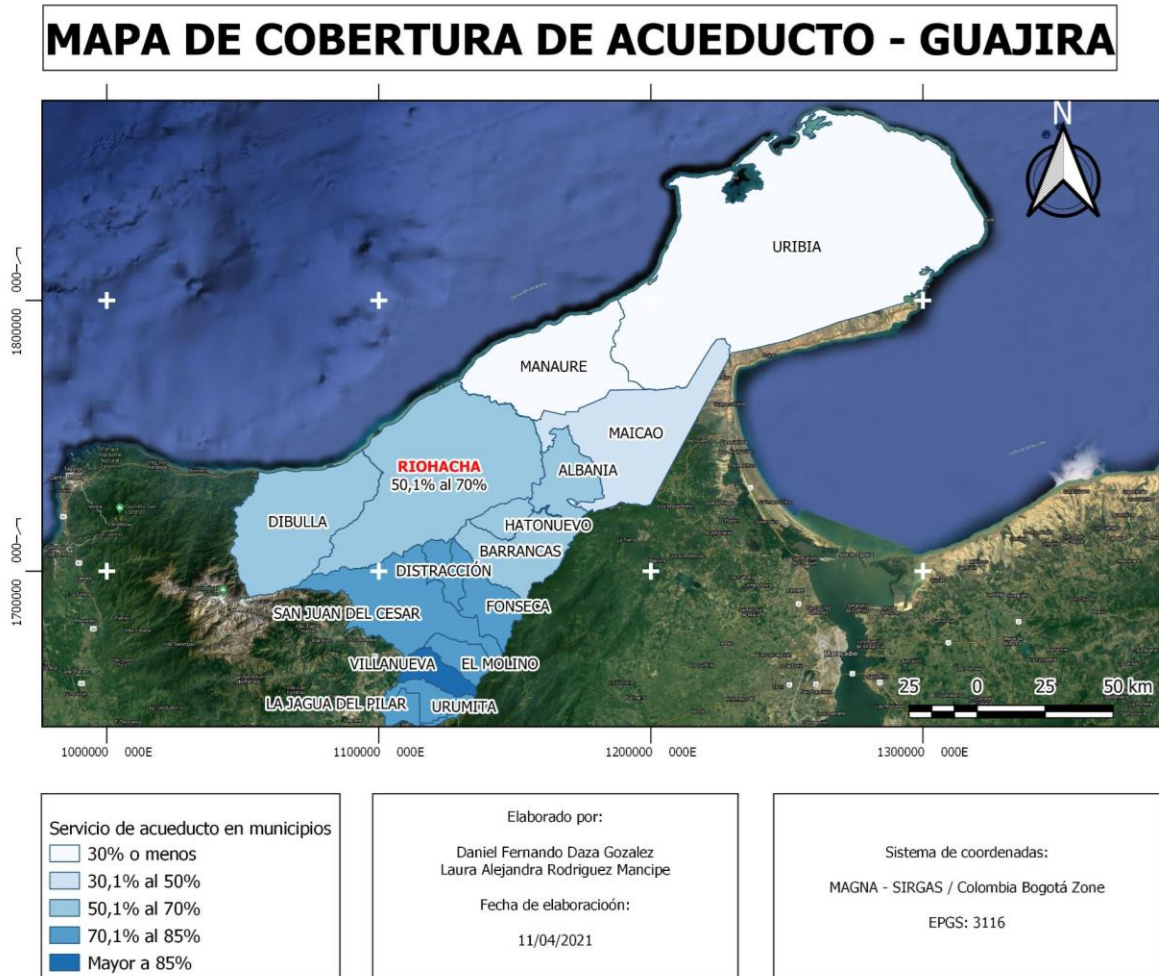 MAPA DE COBERTURA DE ACUEDUCTO - GUAJIRA
N
URIBIA
1800000 000
MANAURE
MAICAO
RIOHACHA
50,1% al 70%
ALBANIA
DIBULLA
HATONUEVO
BARRANCAS
DISTRACCIÓN
1700000 000
FONSECA
SAN JUAN DEL CESAR
VILLANUEVA
EL MOLINO
LA JAGUA DEL PILAR
URUMITA
Maracaibo
25 0 25 50 km
1000000 000E
1100000 000E
1200000 000E
1300000 000E
Servicio de acueducto en municipios
30% o menos
30,1% al 50%
50,1% al 70%
70,1% al 85%
Mayor a 85%
Elaborado por:
Daniel Fernando Daza Gozalez
Laura Alejandra Rodriguez Mancipe
Fecha de elaboracioón:
11/04/2021
Sistema de coordenadas:
MAGNA - SIRGAS / Colombia Bogotá Zone
EPGS: 3116